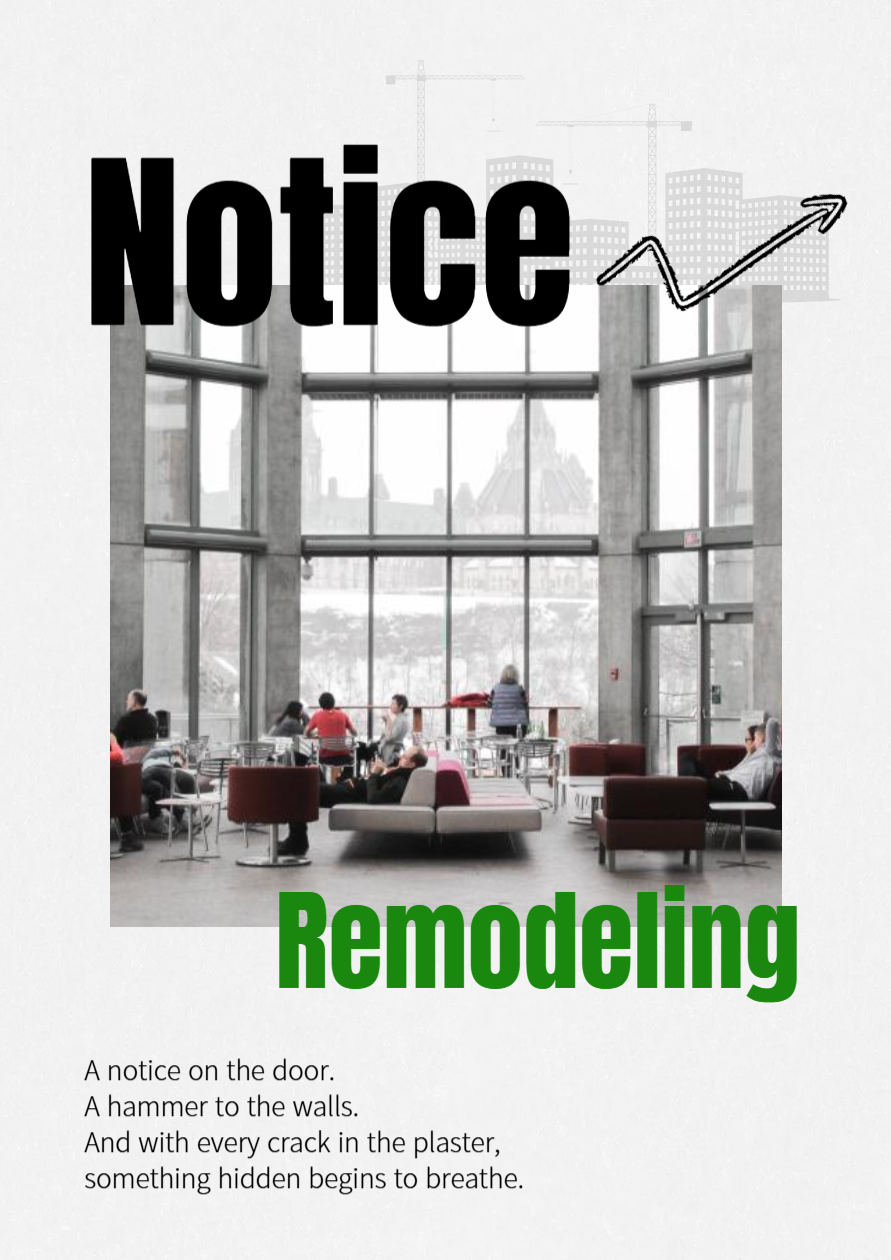 Notice
Remodeling
A notice on the door.
A hammer to the walls.
And with every crack in the plaster,
something hidden begins to breathe.